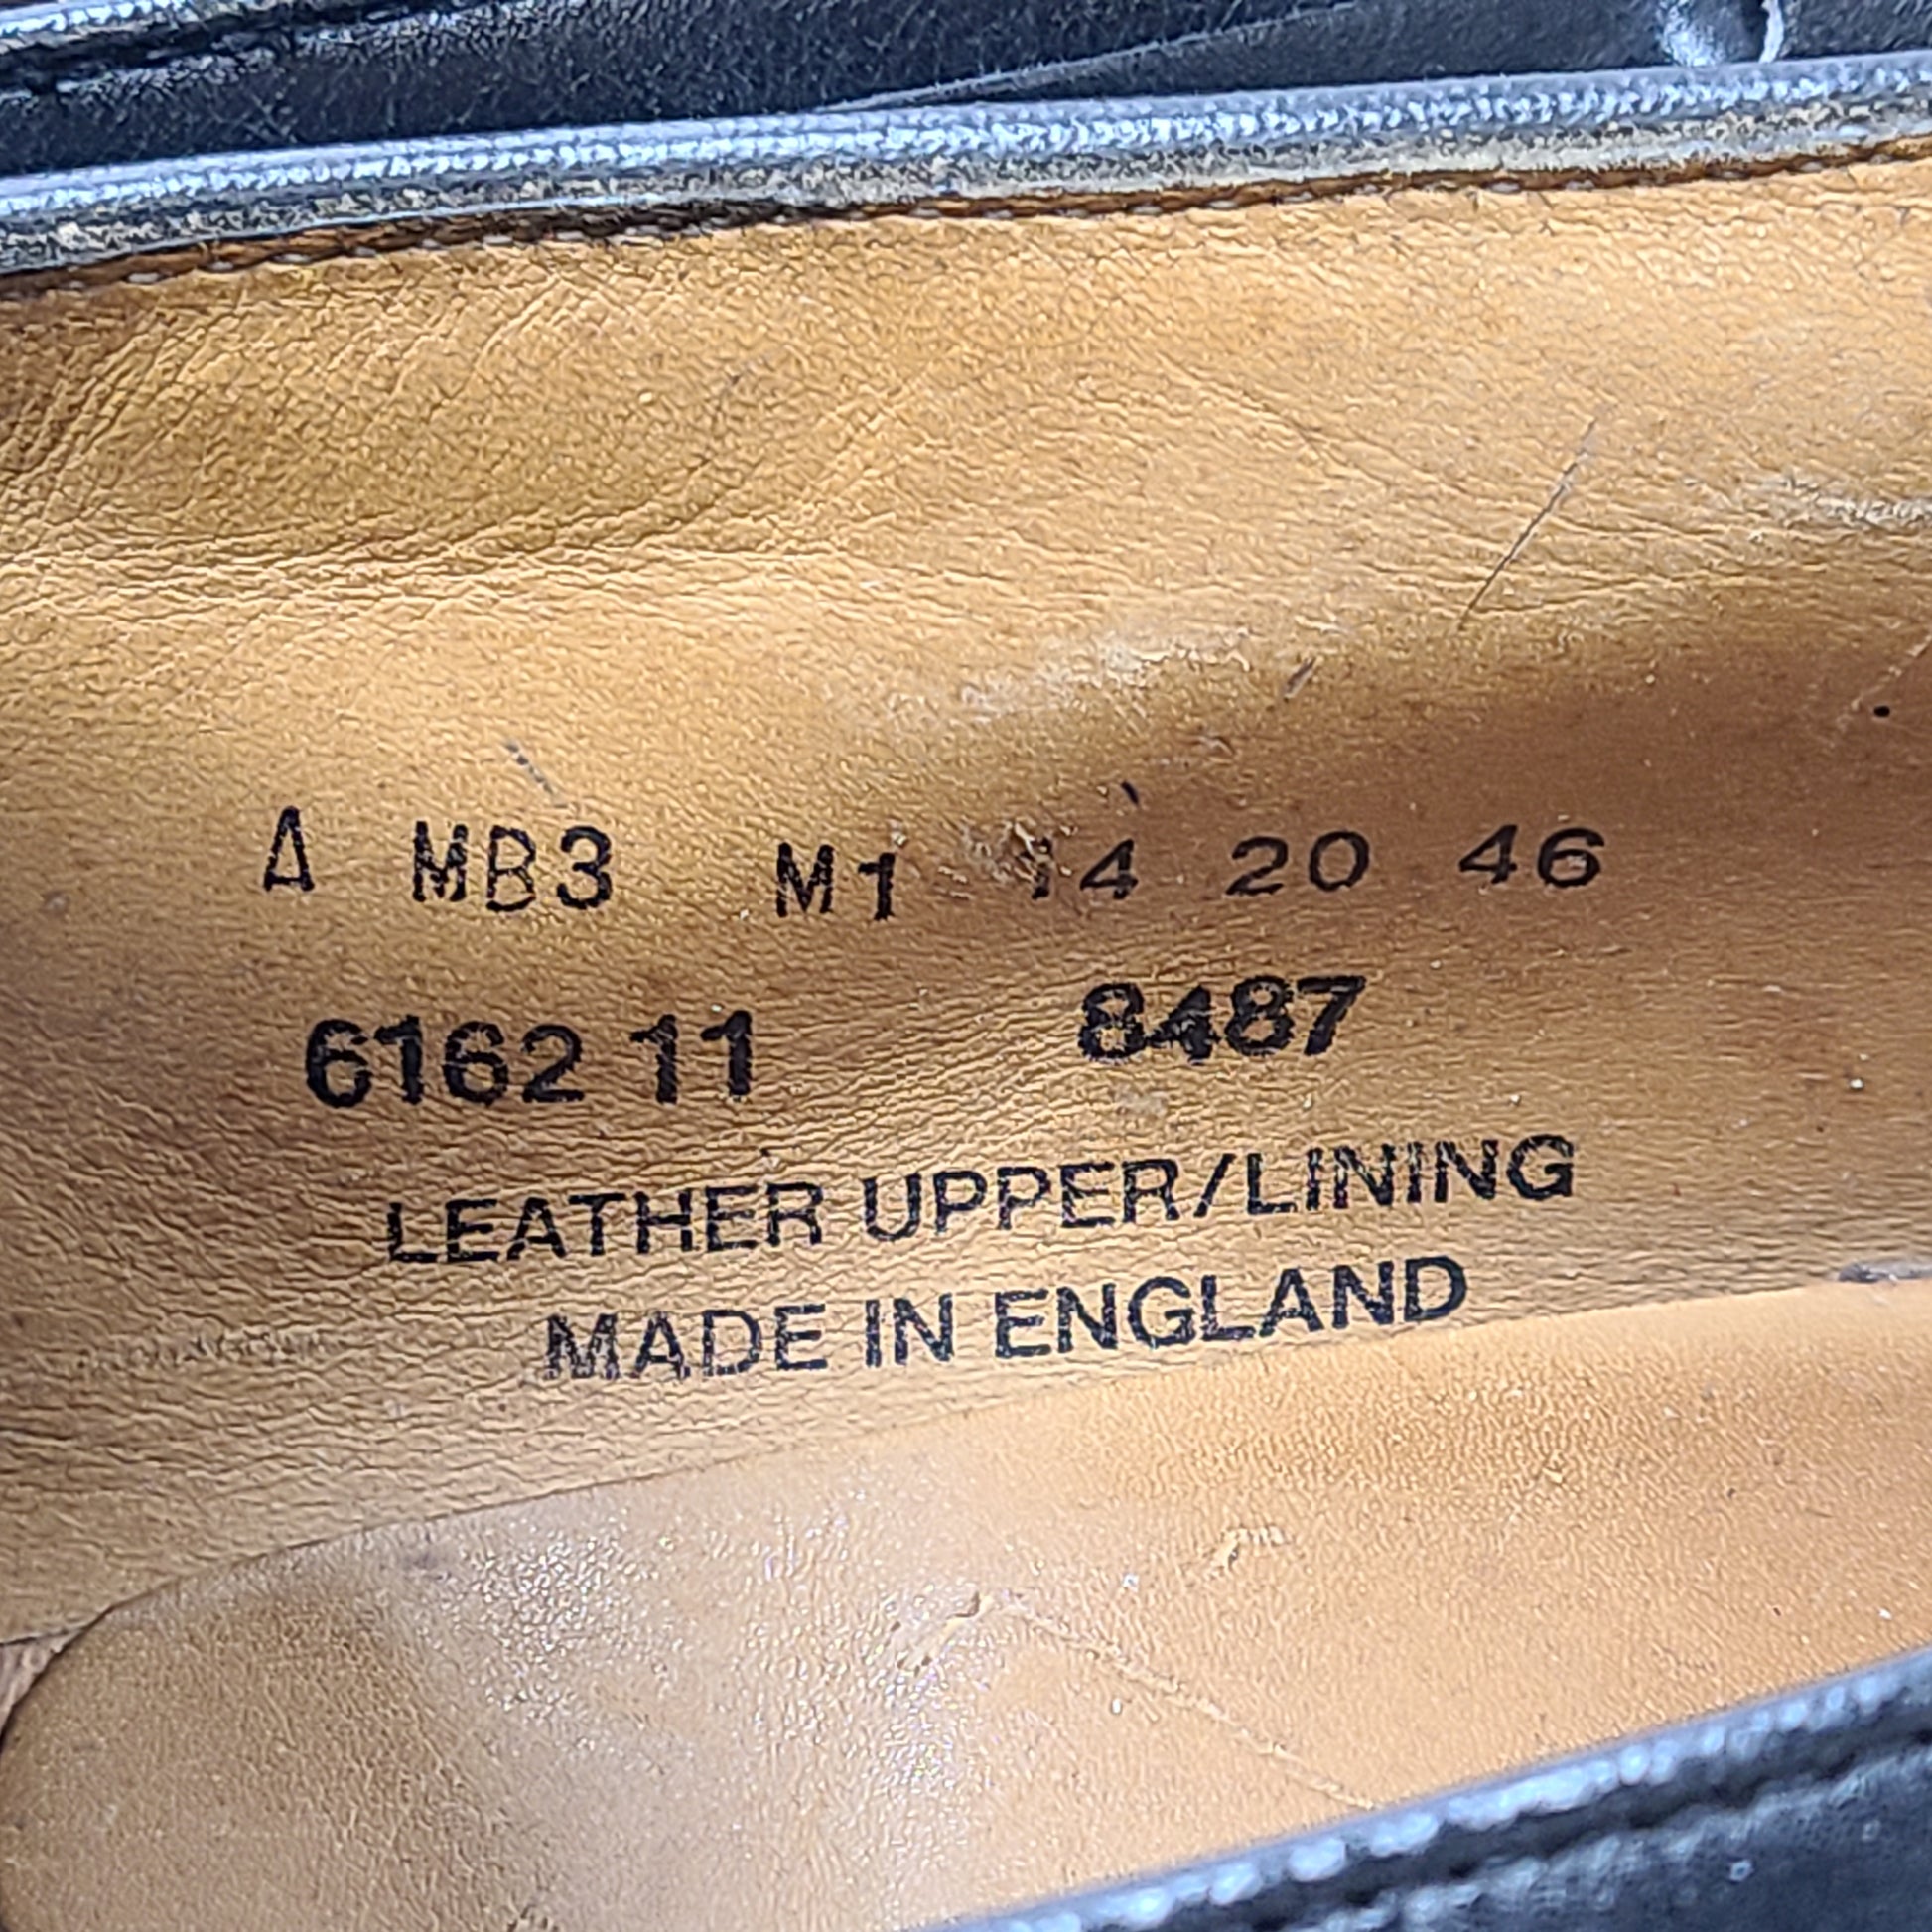 A MB3 M1 14 20 46
6162 11 8487
LEATHER UPPER/LINING
MADE IN ENGLAND